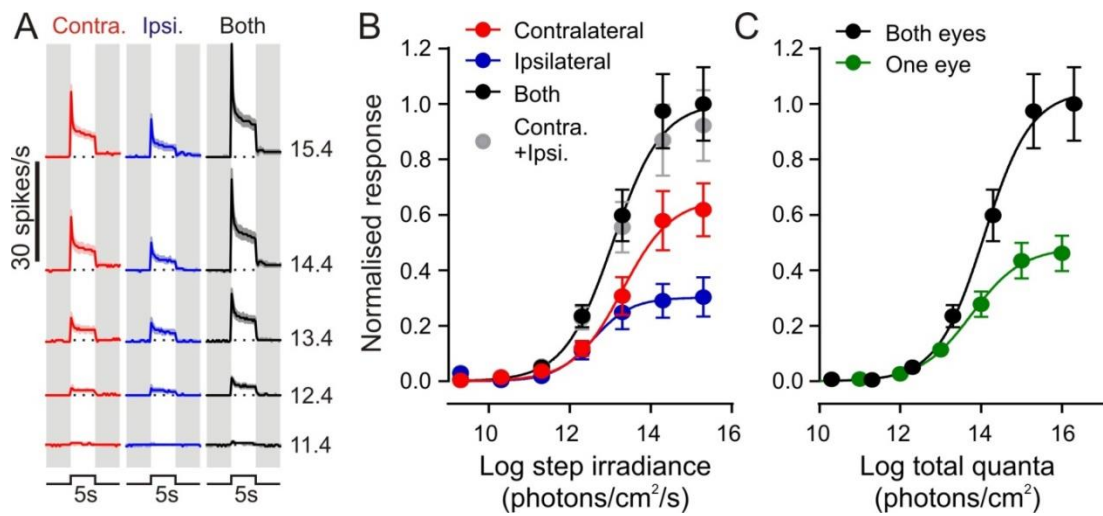 A
Contra. Ipsi. Both
30 spikes/s
15.4
14.4
13.4
12.4
11.4
5s 5s 5s
B
Contralateral
Ipsilateral
Both
Contra.
+Ipsi.
Normalised response
1.2
1.0
0.8
0.6
0.4
0.2
0.0
10 12 14 16
Log step irradiance
(photons/cm²/s)
C
Both eyes
One eye
1.2
1.0
0.8
0.6
0.4
0.2
0.0
10 12 14 16
Log total quanta
(photons/cm²)